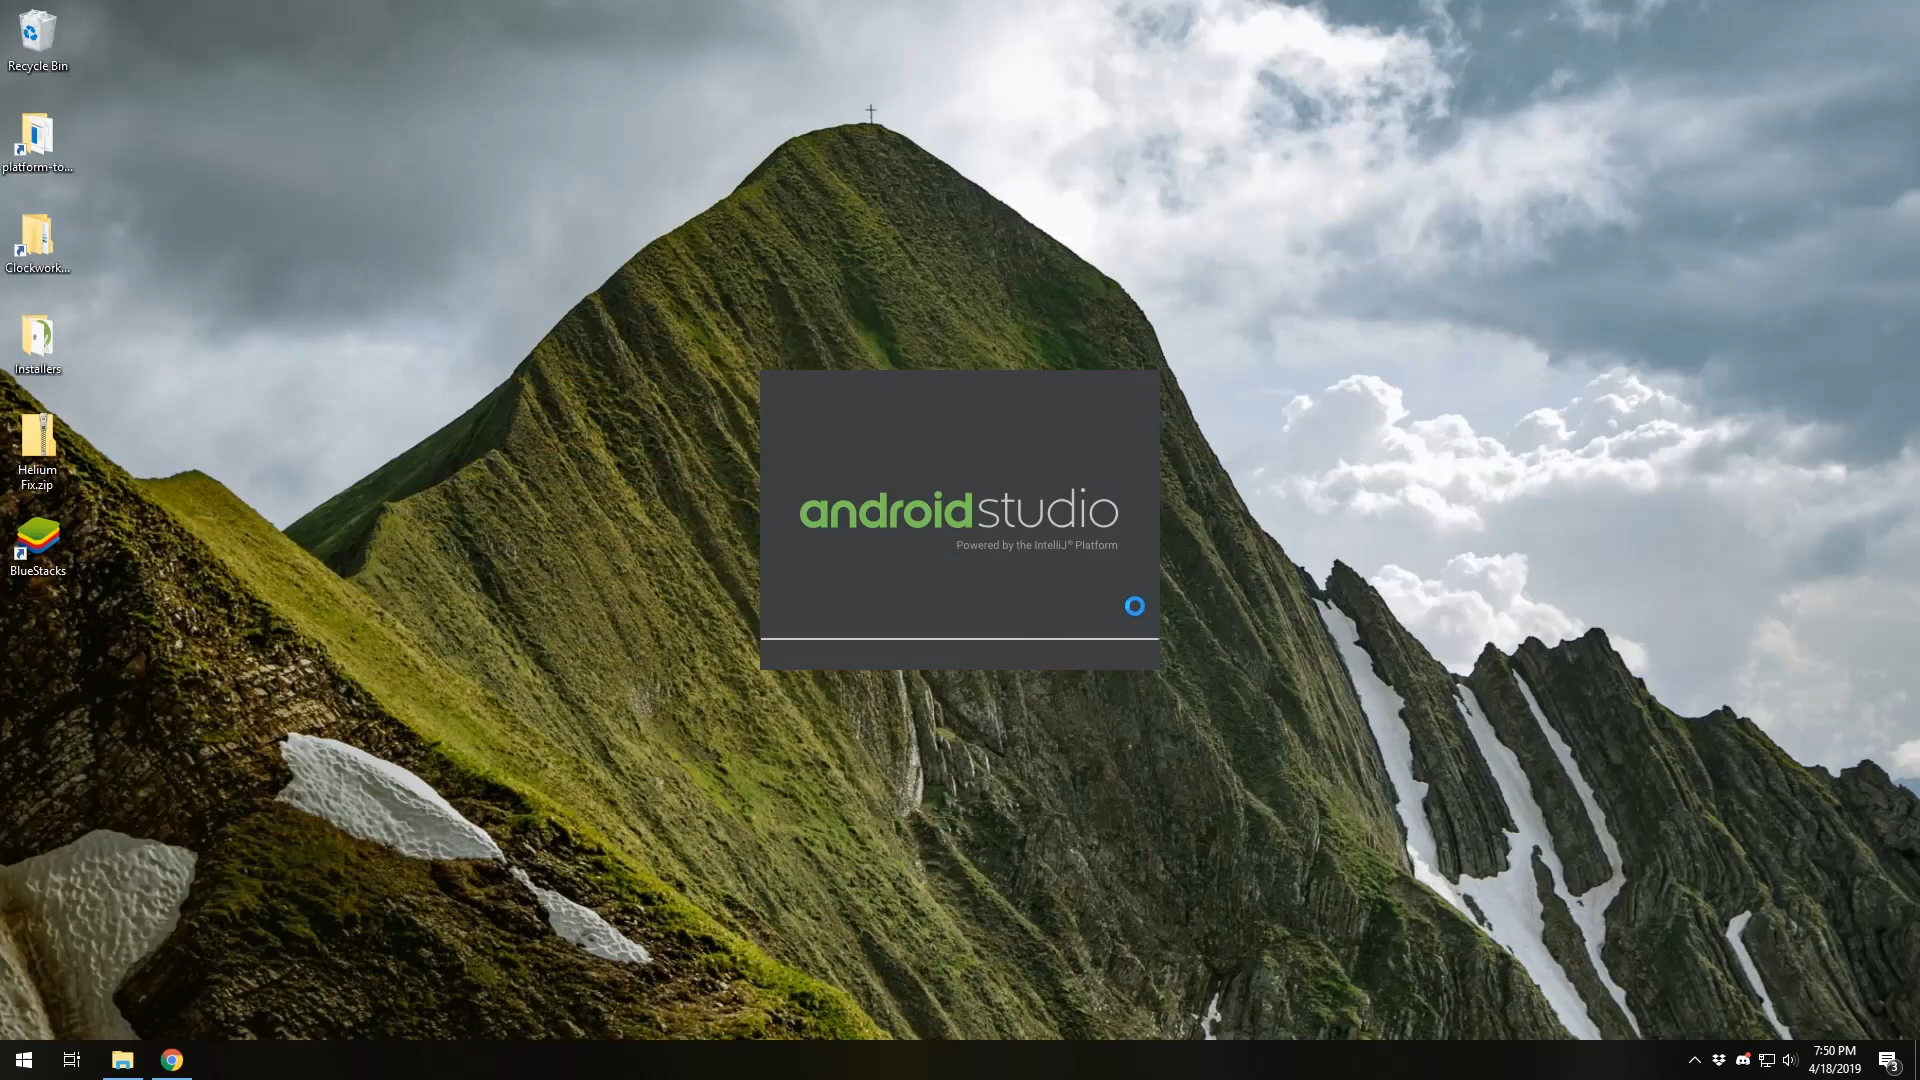 Recycle Bin
platform-to...
Clockwork...
Installers
Helium
Fix.zip
BlueStacks
androidstudio
Powered by the IntelliJ® Platform
7:50 PM
4/18/2019
3